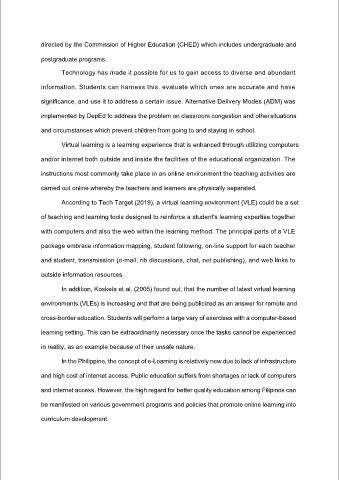 directed by the Commission of Higher Education (CHED) which includes undergraduate and
postgraduate programs.
Technology has made it possible for us to gain access to diverse and abundant
information. Students can harness this, evaluate which ones are accurate and have
significance, and use it to address a certain issue. Alternative Delivery Modes (ADM) was
implemented by DepEd to address the problem on classroom congestion and othersituations
and circumstances which prevent children from going to and staying in school.
Virtual learning is a learning experience that is enhanced through utilizing computers
and/or internet both outside and inside the facilities of the educational organization. The
instructions most commonly take place in an online environment the teaching activities are
carried out online whereby the teachers and learners are physically separated.
According to Tech Target (2019), a virtual learning environment (VLE) could be a set
of teaching and learning tools designed to reinforce a student's learning expertise together
with computers and also the web within the learning method. The principal parts of a VLE
package embrace information mapping, student following, on-line support for each teacher
and student, transmission (e-mail, rib discussions, chat, net publishing), and web links to
outside information resources.
In addition, Koskela et al. (2005) found out, that the number of latest virtual learning
environments (VLEs) is increasing and that are being publicized as an answer for remote and
cross-border education. Students will perform a large vary of exercises with a computer-based
learning setting. This can be extraordinarily necessary once the tasks cannot be experienced
in reality, as an example because of their unsafe nature.
In the Philippine, the concept of e-Learning is relatively new due to lack of infrastructure
and high cost of internet access. Public education suffers from shortages or lack of computers
and internet access. However, the high regard for better quality education among Filipinos can
be manifested on various government programs and policies that promote online learning into
curriculum development.